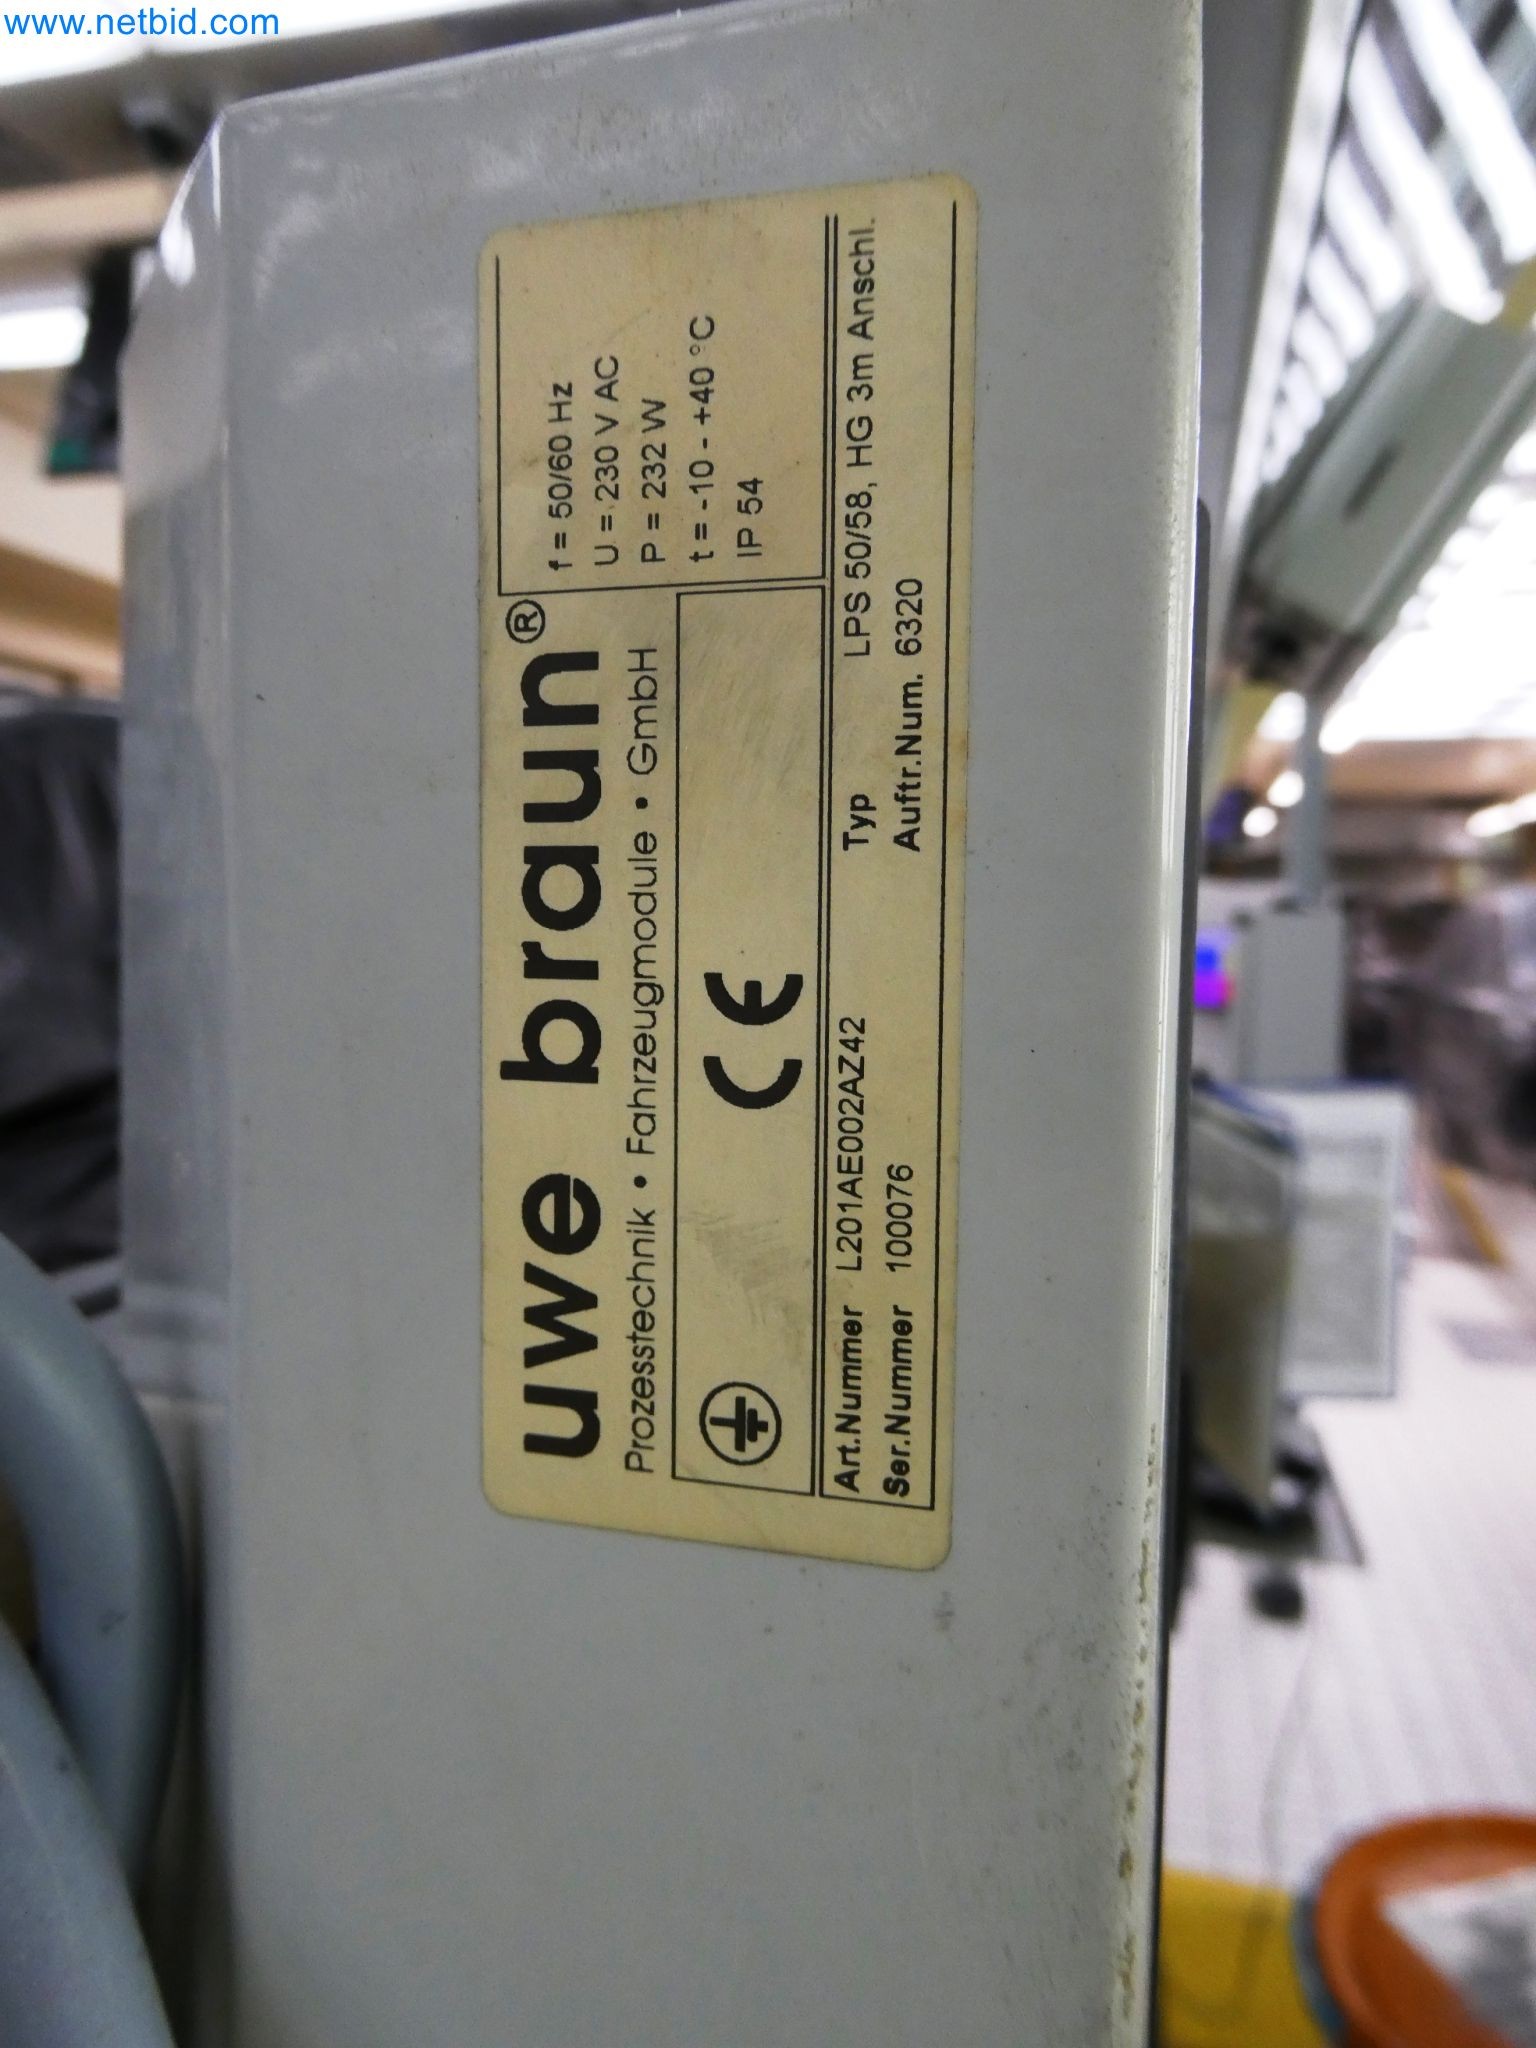 www.netbid.com
uwe braun®
Prozesstechnik • Fahrzeugmodule • GmbH
f = 50/60 Hz
U = 230 V AC
P = 232 W
t = -10 - +40 °C
IP 54
CE
Art.Nummer L201AE002AZ42 Typ LPS 50/58, HG 3m Anschl.
Ser.Nummer 100076 Auftr.Num. 6320